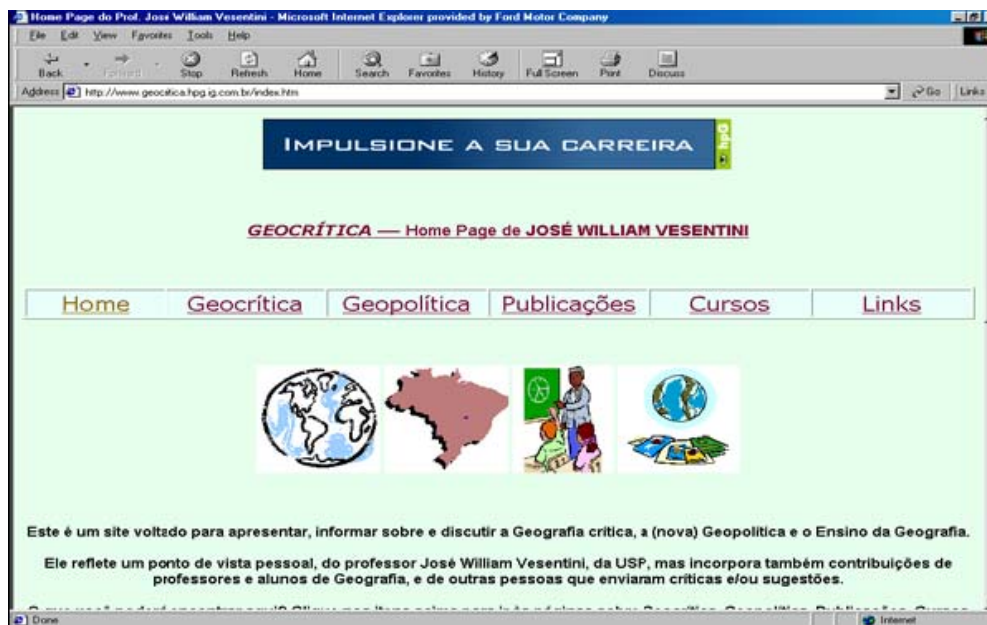 Home Page do Prof. José William Vesentini - Microsoft Internet Explorer provided by Ford Motor Company
File Edit View Favorites Tools Help
Back Forward Stop Refresh Home Search Favorites History Full Screen Print Discuss
Address http://www.geocritica.hpg.ig.com.br/index.htm Go Links
IMPULSIONE A SUA CARREIRA hpG
GEOCRÍTICA — Home Page de JOSÉ WILLIAM VESENTINI
Home Geocrítica Geopolítica Publicações Cursos Links
Este é um site voltado para apresentar, informar sobre e discutir a Geografia crítica, a (nova) Geopolítica e o Ensino da Geografia.
Ele reflete um ponto de vista pessoal, do professor José William Vesentini, da USP, mas incorpora também contribuições de
professores e alunos de Geografia, e de outras pessoas que enviaram críticas e/ou sugestões.
Done Internet